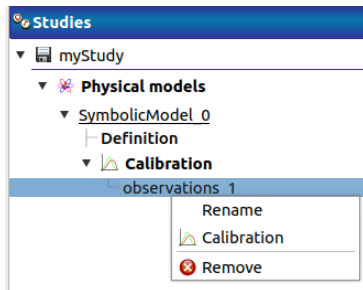 Studies
myStudy
Physical models
SymbolicModel_0
Definition
Calibration
observations_1
Rename
Calibration
Remove